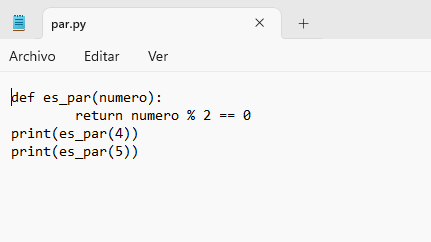 par.py
Archivo Editar Ver
def es_par(numero):
        return numero % 2 == 0
print(es_par(4))
print(es_par(5))